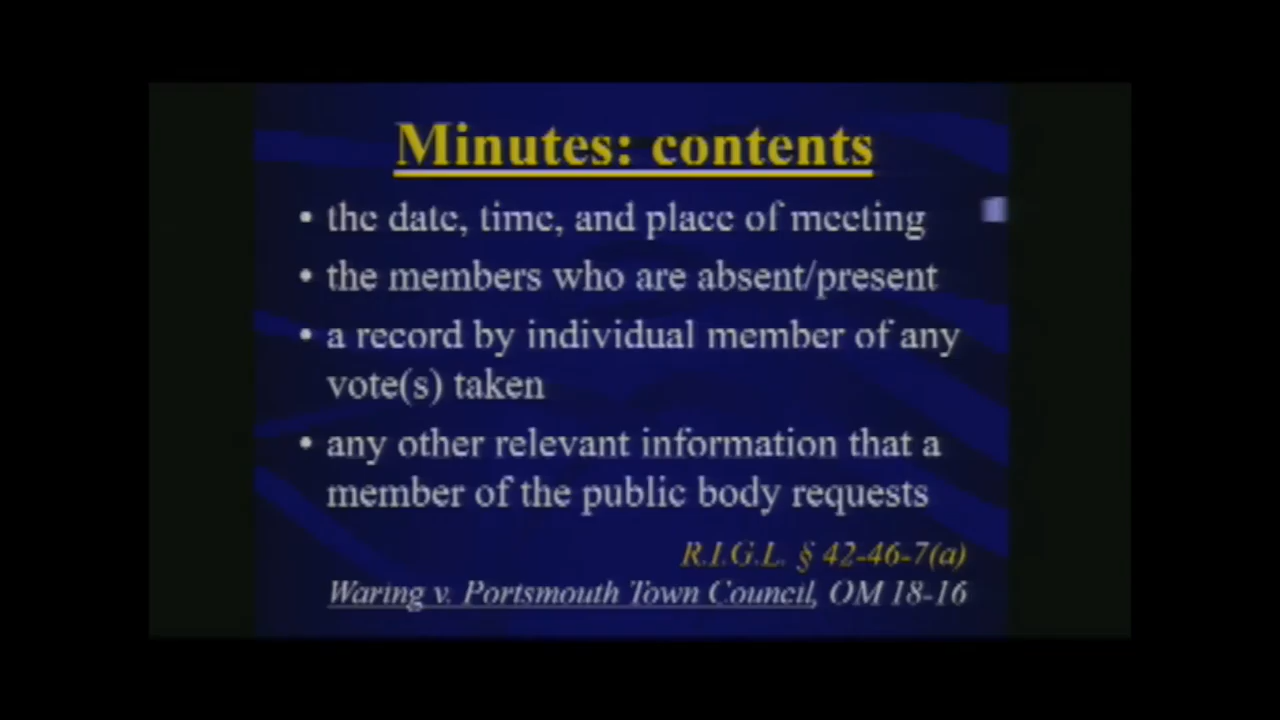 Minutes: contents
• the date, time, and place of meeting
• the members who are absent/present
• a record by individual member of any
vote(s) taken
• any other relevant information that a
member of the public body requests
R.I.G.L. § 42-46-7(a)
Waring v. Portsmouth Town Council, OM 18-16